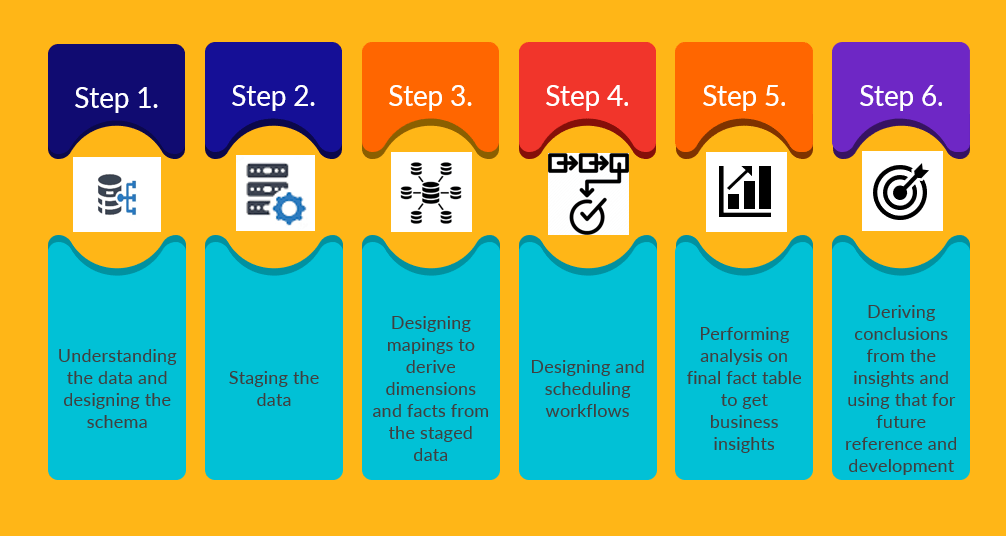 Step 1.
Understanding
the data and
designing the
schema
Step 2.
Staging the
data
Step 3.
Designing
mapings to
derive
dimensions
and facts from
the staged
data
Step 4.
Designing and
scheduling
workflows
Step 5.
Performing
analysis on
final fact table
to get
business
insights
Step 6.
Deriving
conclusions
from the
insights and
using that for
future
reference and
development